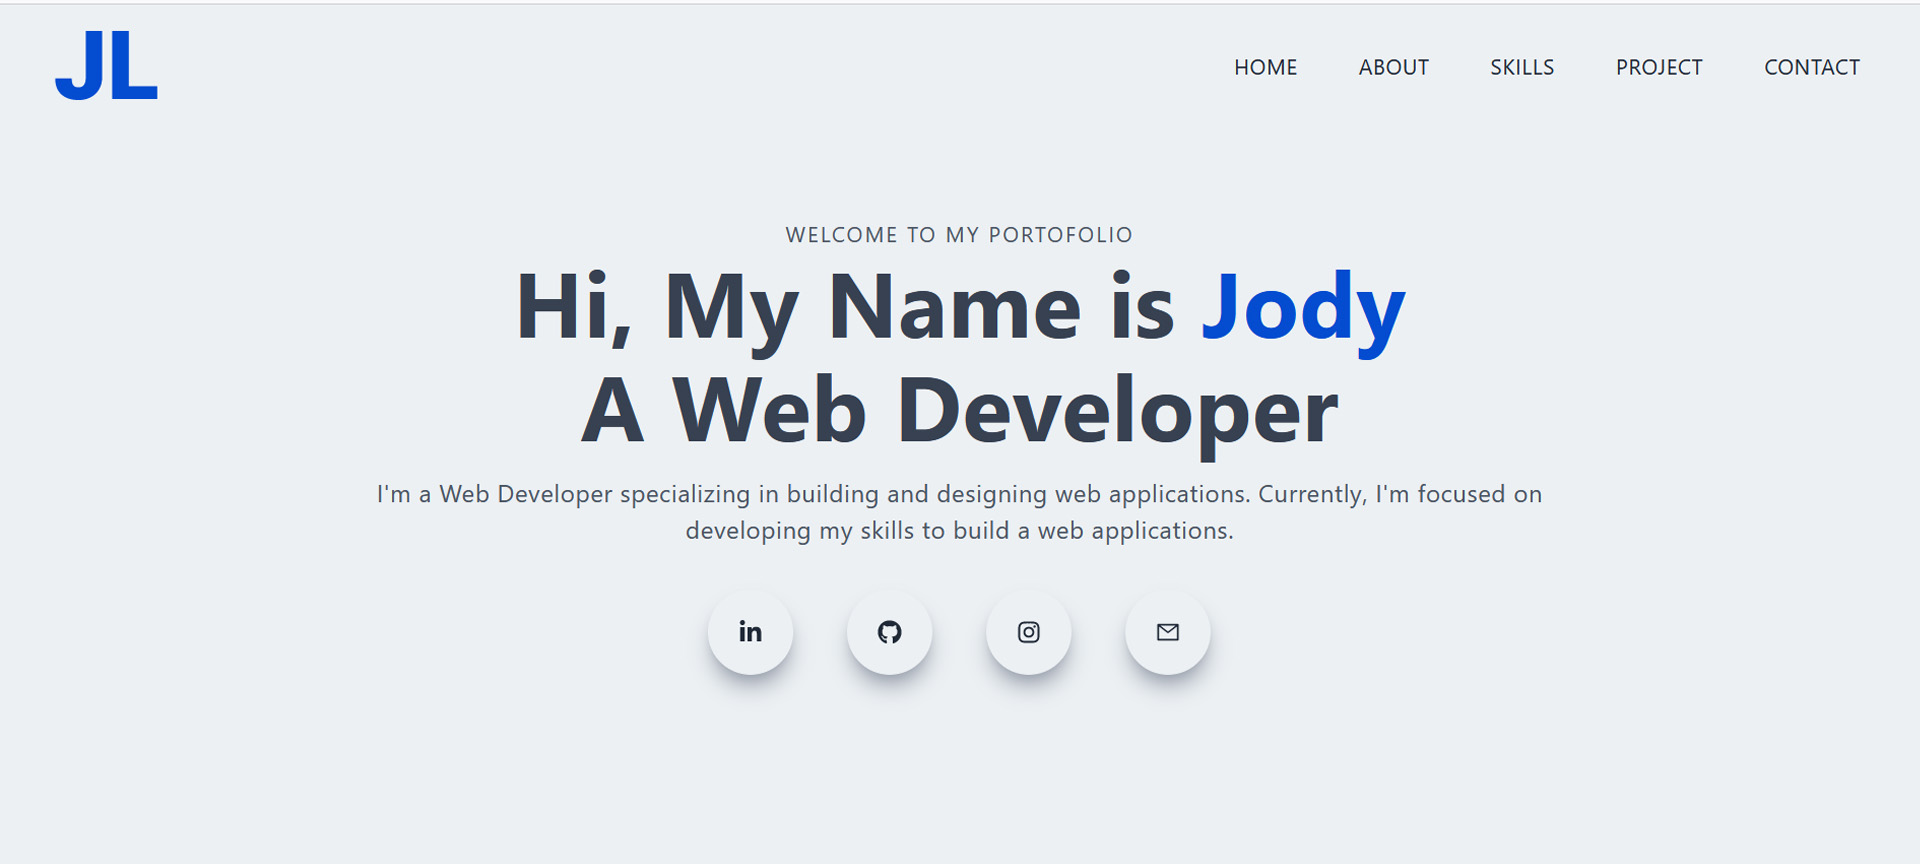 JL
HOME ABOUT SKILLS PROJECT CONTACT
WELCOME TO MY PORTOFOLIO
Hi, My Name is Jody
A Web Developer
I'm a Web Developer specializing in building and designing web applications. Currently, I'm focused on
developing my skills to build a web applications.
in